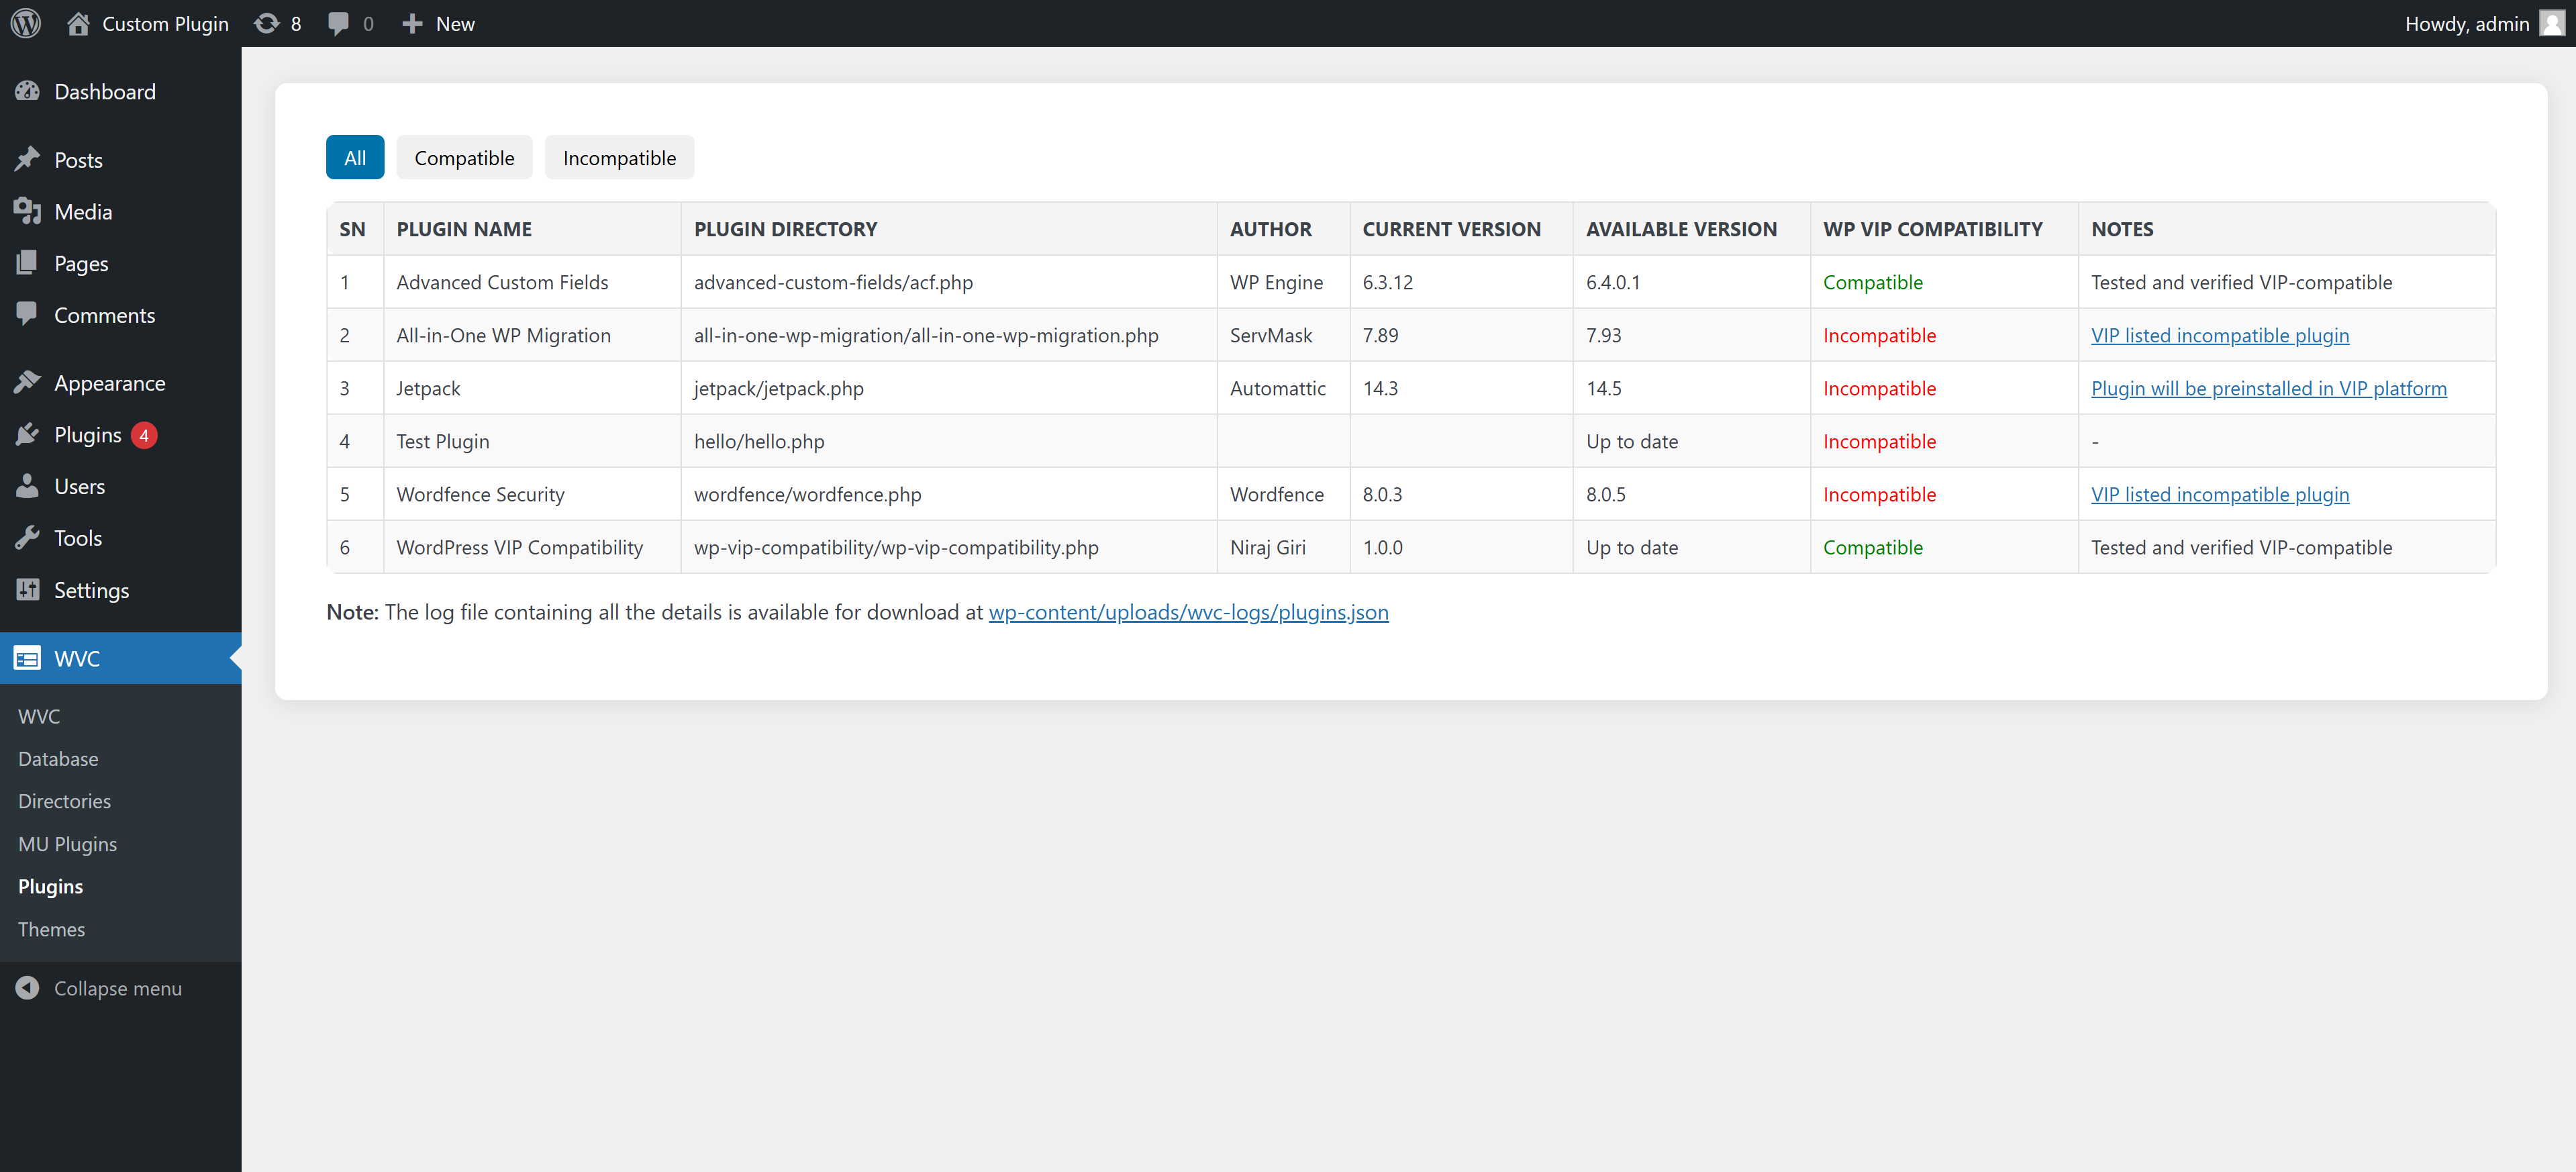 Custom Plugin 8 0 New Howdy, admin
Dashboard
Posts
Media
Pages
Comments
Appearance
Plugins 4
Users
Tools
Settings
WVC
WVC
Database
Directories
MU Plugins
Plugins
Themes
Collapse menu
All Compatible Incompatible
SN PLUGIN NAME PLUGIN DIRECTORY AUTHOR CURRENT VERSION AVAILABLE VERSION WP VIP COMPATIBILITY NOTES
1 Advanced Custom Fields advanced-custom-fields/acf.php WP Engine 6.3.12 6.4.0.1 Compatible Tested and verified VIP-compatible
2 All-in-One WP Migration all-in-one-wp-migration/all-in-one-wp-migration.php ServMask 7.89 7.93 Incompatible VIP listed incompatible plugin
3 Jetpack jetpack/jetpack.php Automattic 14.3 14.5 Incompatible Plugin will be preinstalled in VIP platform
4 Test Plugin hello/hello.php Up to date Incompatible -
5 Wordfence Security wordfence/wordfence.php Wordfence 8.0.3 8.0.5 Incompatible VIP listed incompatible plugin
6 WordPress VIP Compatibility wp-vip-compatibility/wp-vip-compatibility.php Niraj Giri 1.0.0 Up to date Compatible Tested and verified VIP-compatible
Note: The log file containing all the details is available for download at wp-content/uploads/wvc-logs/plugins.json